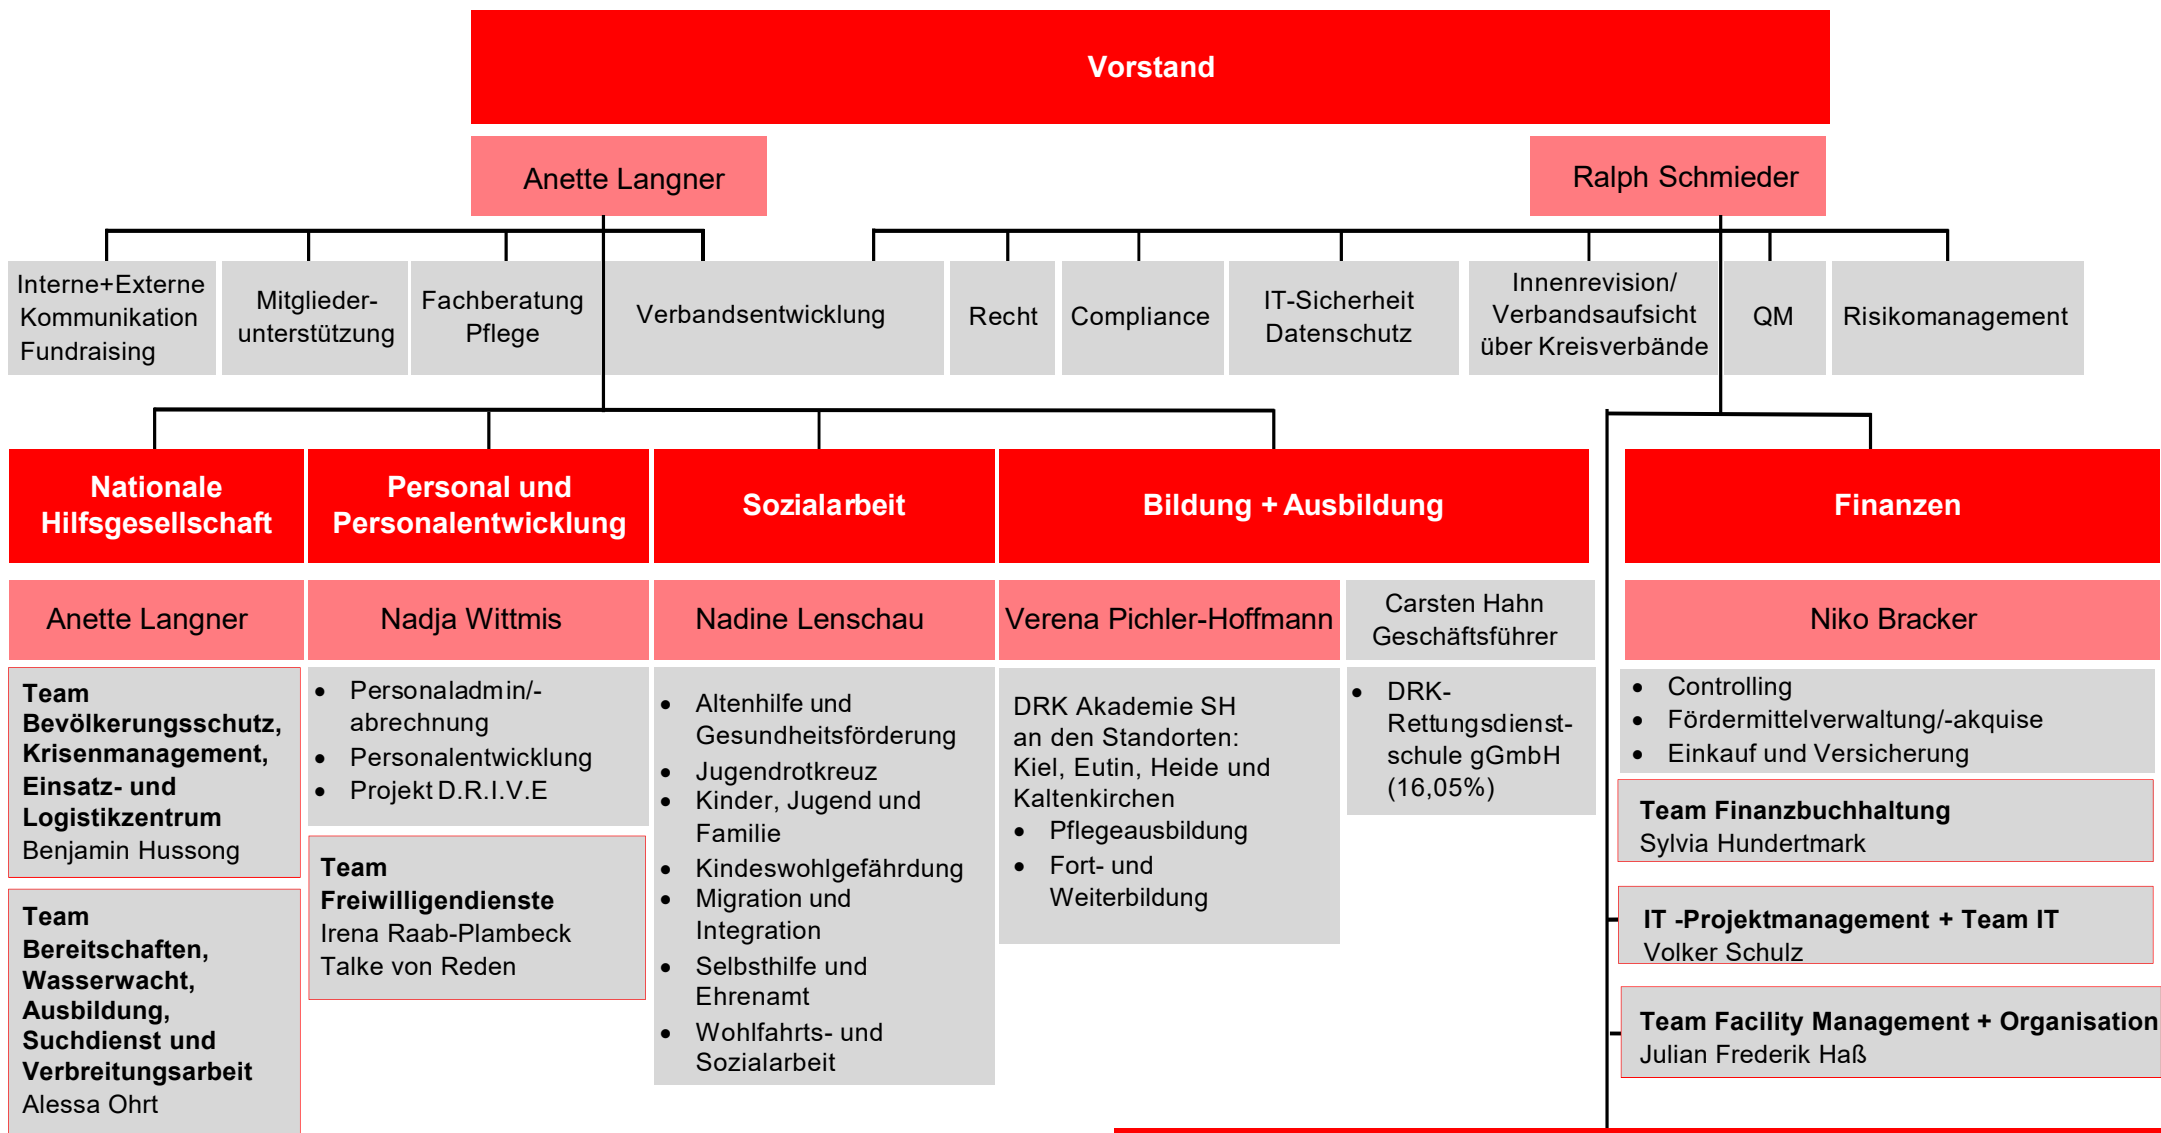 Vorstand
Anette Langner
Ralph Schmieder
Interne+Externe
Kommunikation
Fundraising
Mitglieder-
unterstützung
Fachberatung
Pflege
Verbandsentwicklung
Recht
Compliance
IT-Sicherheit
Datenschutz
Innenrevision/
Verbandsaufsicht
über Kreisverbände
QM
Risikomanagement
Nationale
Hilfsgesellschaft
Personal und
Personalentwicklung
Sozialarbeit
Bildung + Ausbildung
Finanzen
Anette Langner
Nadja Wittmis
Nadine Lenschau
Verena Pichler-Hoffmann
Carsten Hahn
Geschäftsführer
Niko Bracker
Team
Bevölkerungsschutz,
Krisenmanagement,
Einsatz- und
Logistikzentrum
Benjamin Hussong
Team
Bereitschaften,
Wasserwacht,
Ausbildung,
Suchdienst und
Verbreitungsarbeit
Alessa Ohrt
• Personaladmin/-
abrechnung
• Personalentwicklung
• Projekt D.R.I.V.E
Team
Freiwilligendienste
Irena Raab-Plambeck
Talke von Reden
• Altenhilfe und
Gesundheitsförderung
• Jugendrotkreuz
• Kinder, Jugend und
Familie
• Kindeswohlgefährdung
• Migration und
Integration
• Selbsthilfe und
Ehrenamt
• Wohlfahrts- und
Sozialarbeit
DRK Akademie SH
an den Standorten:
Kiel, Eutin, Heide und
Kaltenkirchen
• Pflegeausbildung
• Fort- und
Weiterbildung
• DRK-
Rettungsdienst-
schule gGmbH
(16,05%)
• Controlling
• Fördermittelverwaltung/-akquise
• Einkauf und Versicherung
Team Finanzbuchhaltung
Sylvia Hundertmark
IT -Projektmanagement + Team IT
Volker Schulz
Team Facility Management + Organisation
Julian Frederik Haß